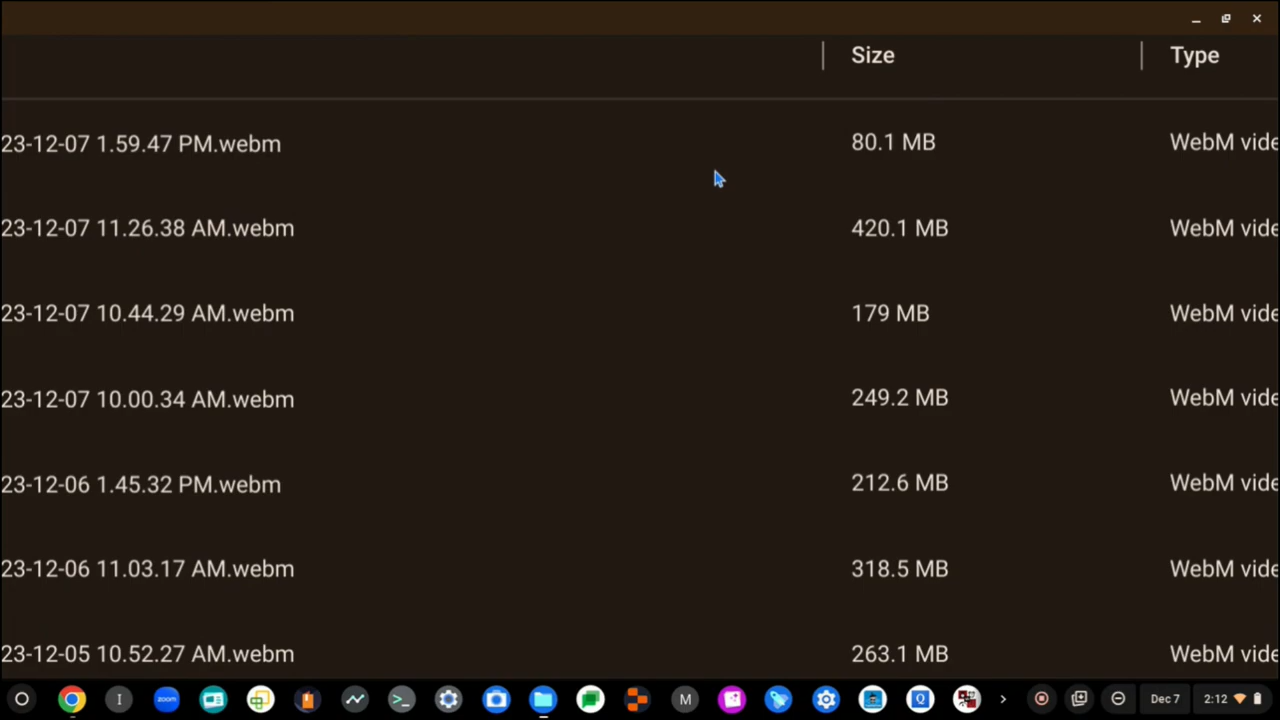 Size Type
23-12-07 1.59.47 PM.webm 80.1 MB WebM vide
23-12-07 11.26.38 AM.webm 420.1 MB WebM vide
23-12-07 10.44.29 AM.webm 179 MB WebM vide
23-12-07 10.00.34 AM.webm 249.2 MB WebM vide
23-12-06 1.45.32 PM.webm 212.6 MB WebM vide
23-12-06 11.03.17 AM.webm 318.5 MB WebM vide
23-12-05 10.52.27 AM.webm 263.1 MB WebM vide
I zoom M Q Dec 7 2:12